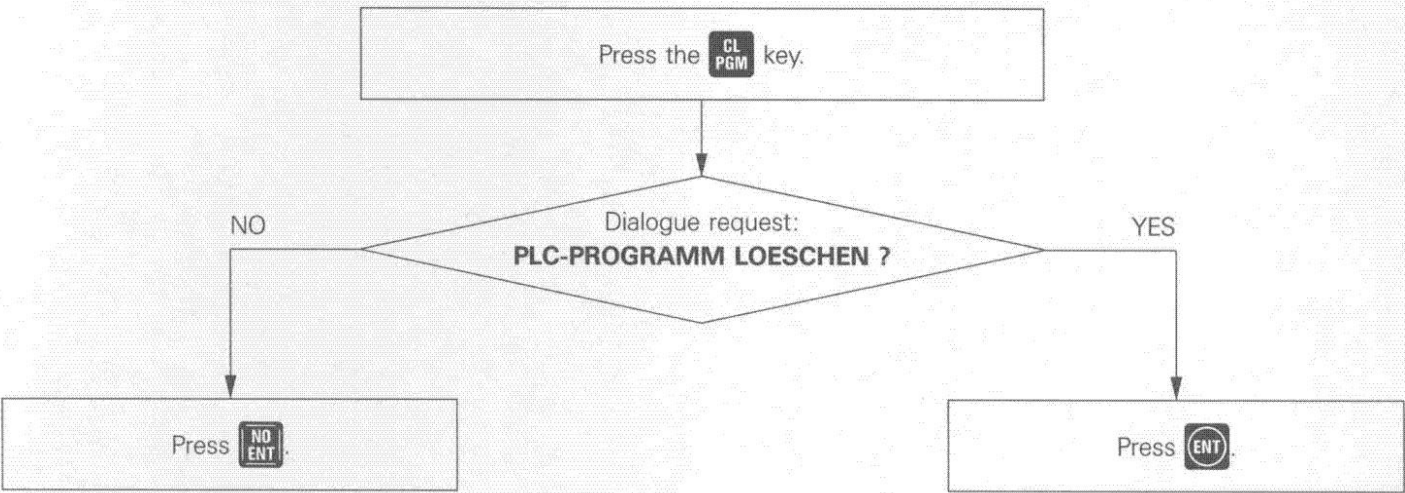 Press the CL PGM key.
Dialogue request:
NO
YES
PLC-PROGRAMM LOESCHEN ?
Press NO ENT.
Press ENT.